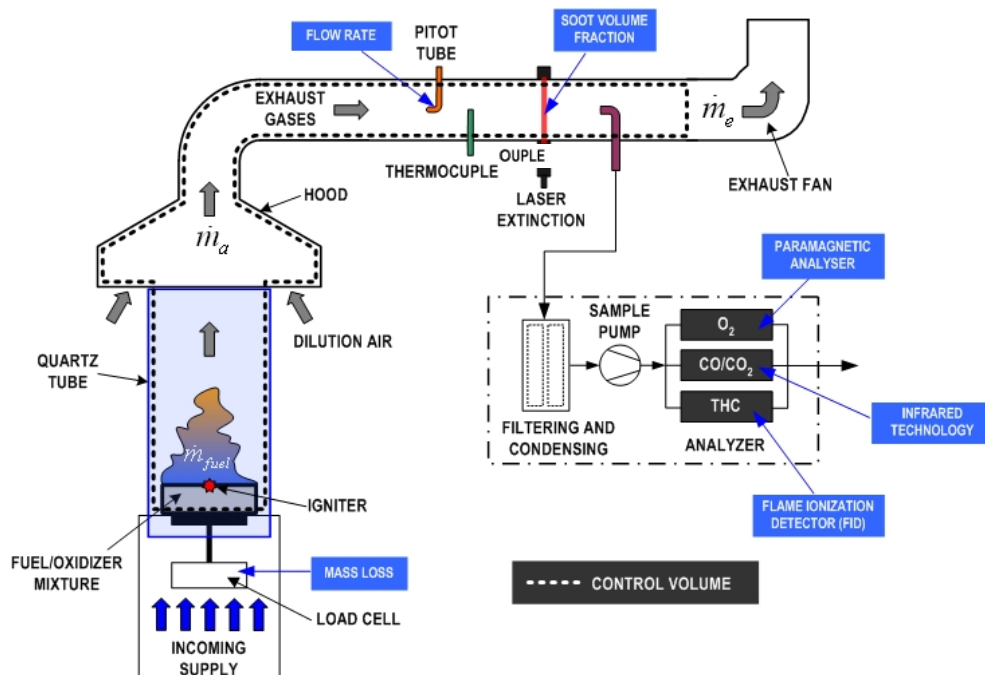 FLOW RATE
PITOT
TUBE
SOOT VOLUME
FRACTION
EXHAUST
GASES
ṁe
THERMOCUPLE
OUPLE
LASER
EXTINCTION
EXHAUST FAN
HOOD
ṁa
DILUTION AIR
QUARTZ
TUBE
ṁfuel
IGNITER
FUEL/OXIDIZER
MIXTURE
MASS LOSS
LOAD CELL
INCOMING
SUPPLY
PARAMAGNETIC
ANALYSER
SAMPLE
PUMP
O2
CO/CO2
THC
FILTERING AND
CONDENSING
ANALYZER
INFRARED
TECHNOLOGY
FLAME IONIZATION
DETECTOR (FID)
CONTROL VOLUME